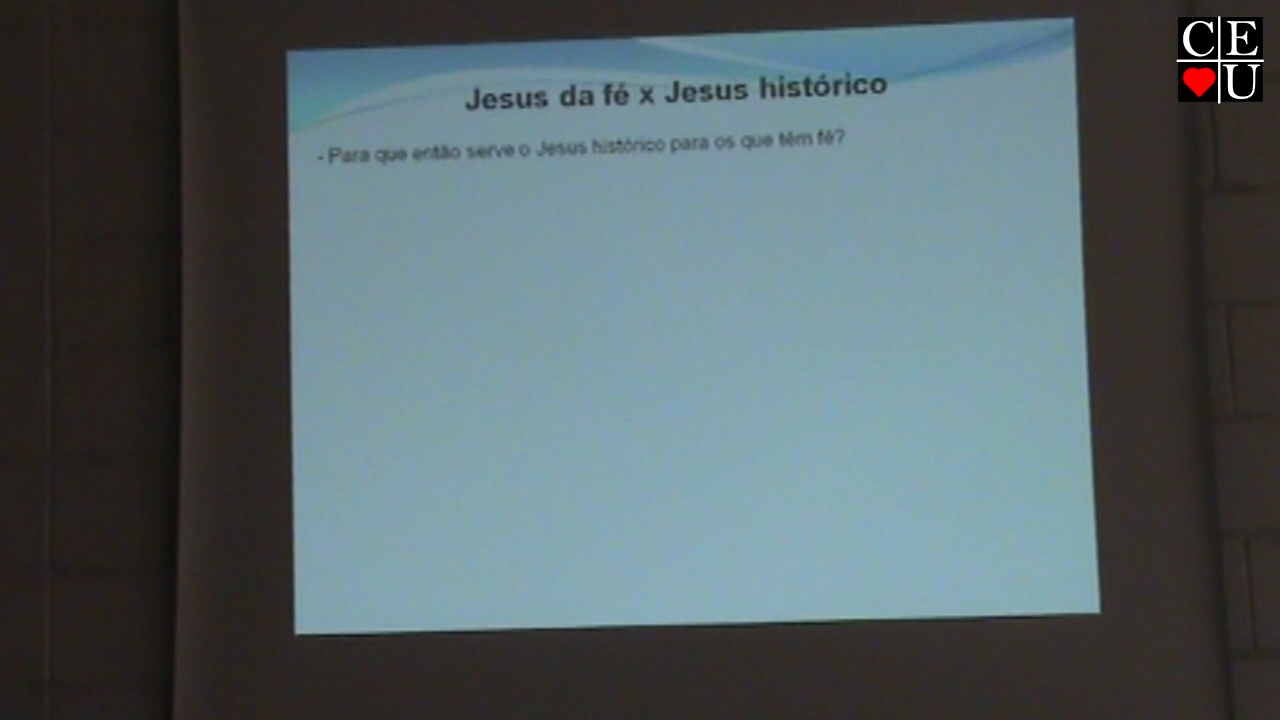 Jesus da fé x Jesus histórico
- Para que então serve o Jesus histórico para os que têm fé?
CE
U